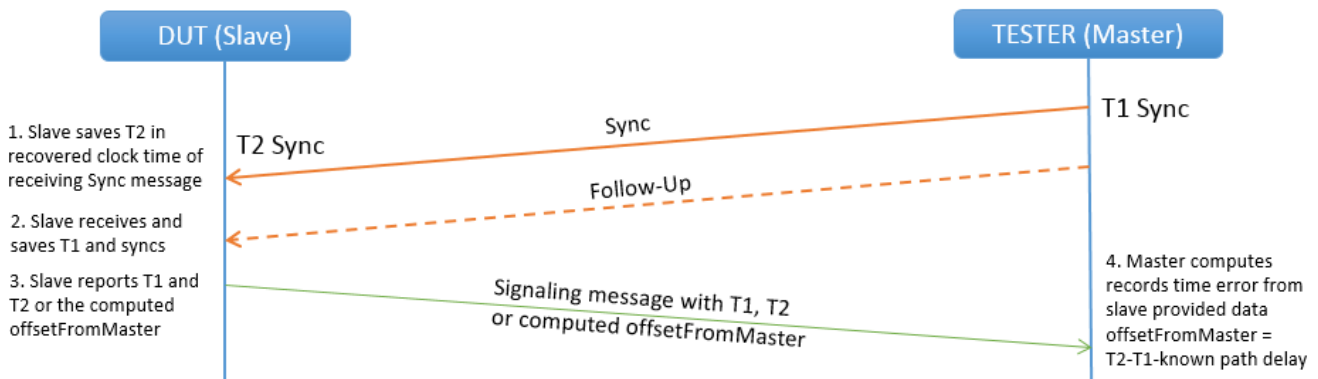 DUT (Slave)
TESTER (Master)
1. Slave saves T2 in
recovered clock time of
receiving Sync message
T2 Sync
Sync
T1 Sync
Follow-Up
2. Slave receives and
saves T1 and syncs
3. Slave reports T1 and
T2 or the computed
offsetFromMaster
Signaling message with T1, T2
or computed offsetFromMaster
4. Master computes
records time error from
slave provided data
offsetFromMaster =
T2-T1-known path delay